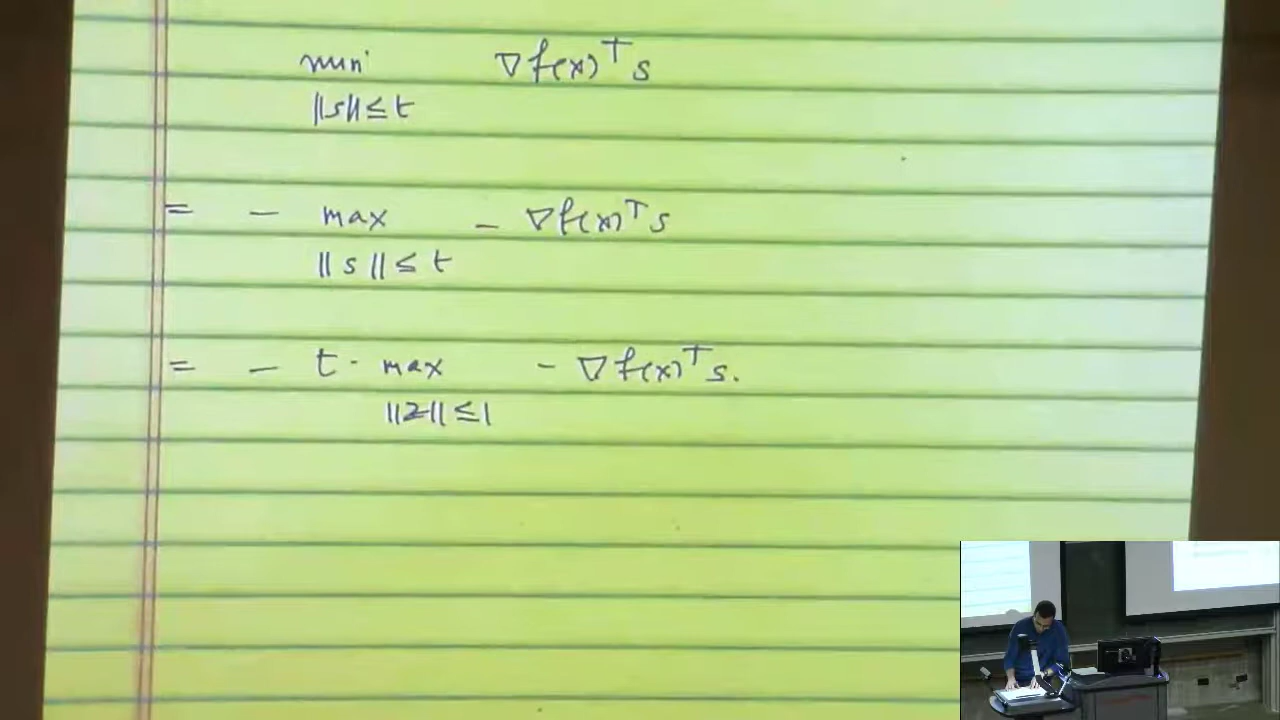 min ∇f(x)ᵀs
||s|| ≤ t
= - max - ∇f(x)ᵀs
|| s || ≤ t
= - t · max - ∇f(x)ᵀs.
||z|| ≤ 1